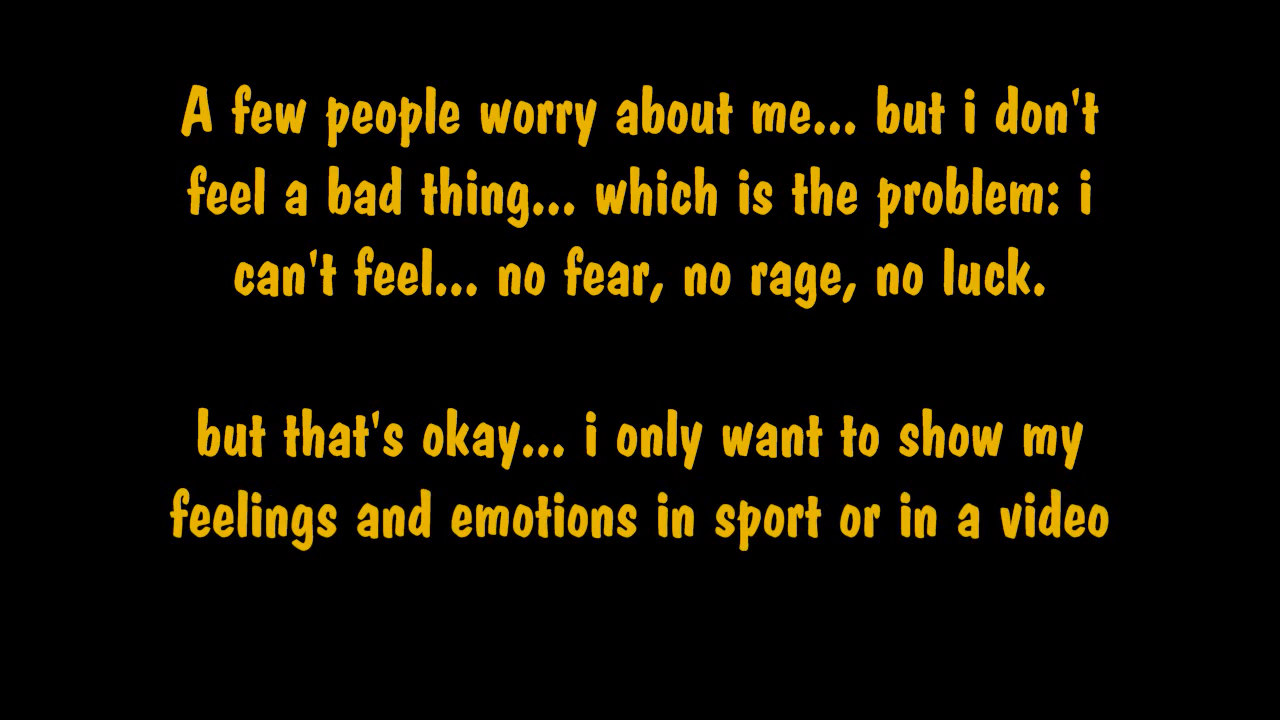 A few people worry about me... but i don't
feel a bad thing... which is the problem: i
can't feel... no fear, no rage, no luck.
but that's okay... i only want to show my
feelings and emotions in sport or in a video